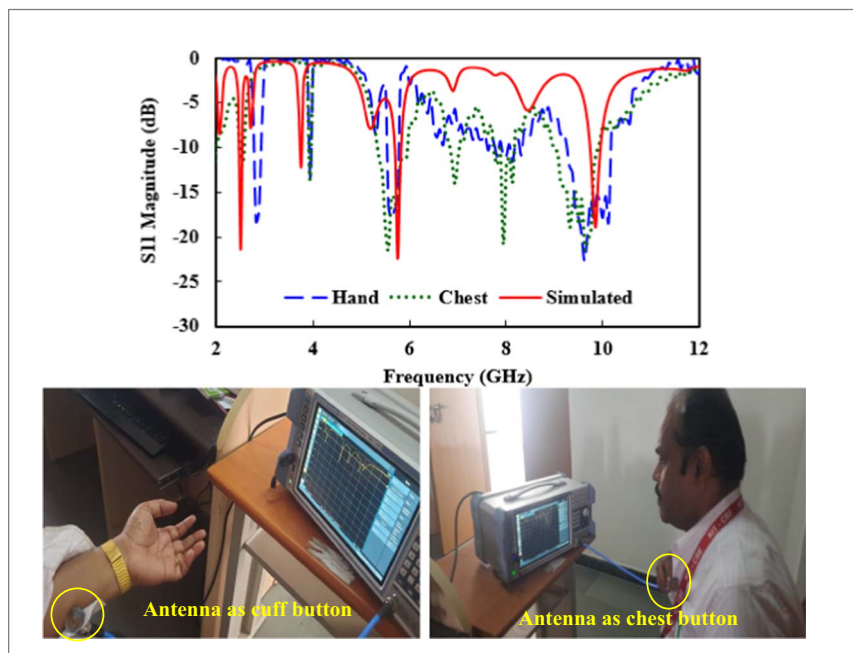 0
-5
-10
-15
-20
-25
-30
S11 Magnitude (dB)
Hand Chest Simulated
2 4 6 8 10 12
Frequency (GHz)
Antenna as cuff button
Antenna as chest button